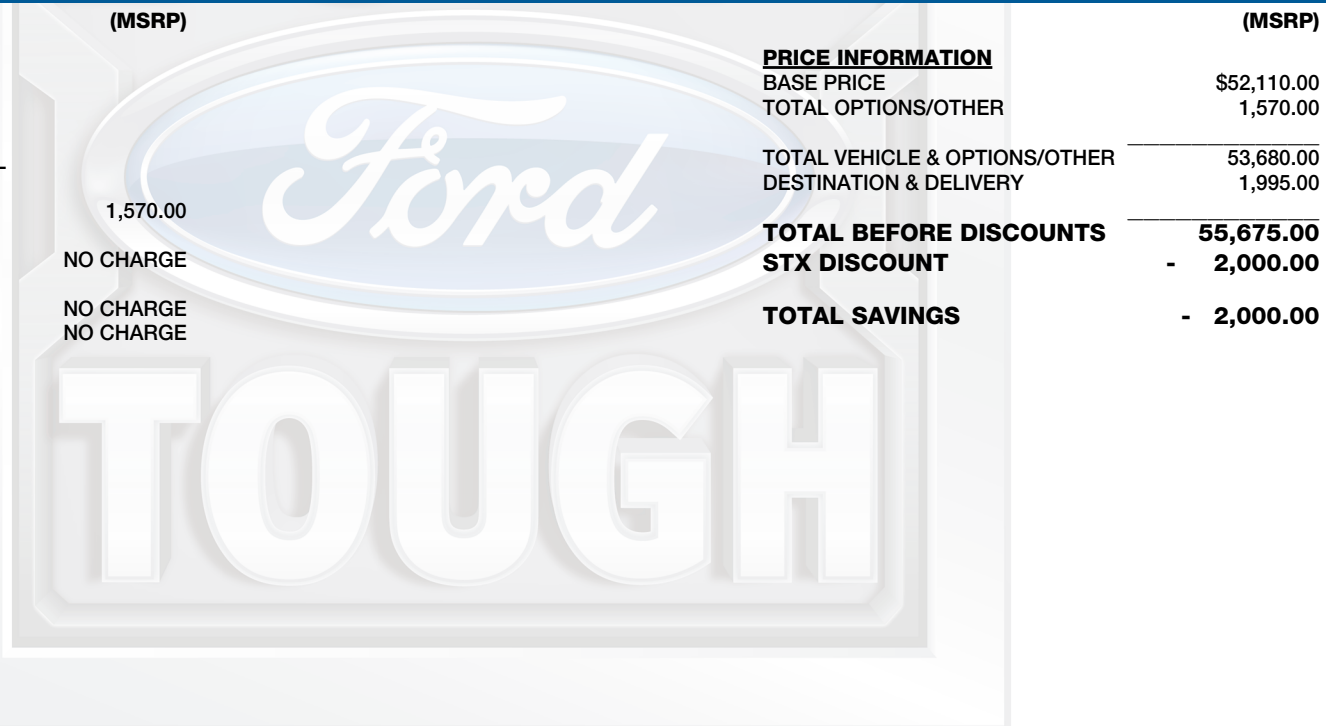 (MSRP)
1,570.00
NO CHARGE
NO CHARGE
NO CHARGE
Ford
TOUGH
(MSRP)
PRICE INFORMATION
BASE PRICE $52,110.00
TOTAL OPTIONS/OTHER 1,570.00
TOTAL VEHICLE & OPTIONS/OTHER 53,680.00
DESTINATION & DELIVERY 1,995.00
TOTAL BEFORE DISCOUNTS 55,675.00
STX DISCOUNT - 2,000.00
TOTAL SAVINGS - 2,000.00